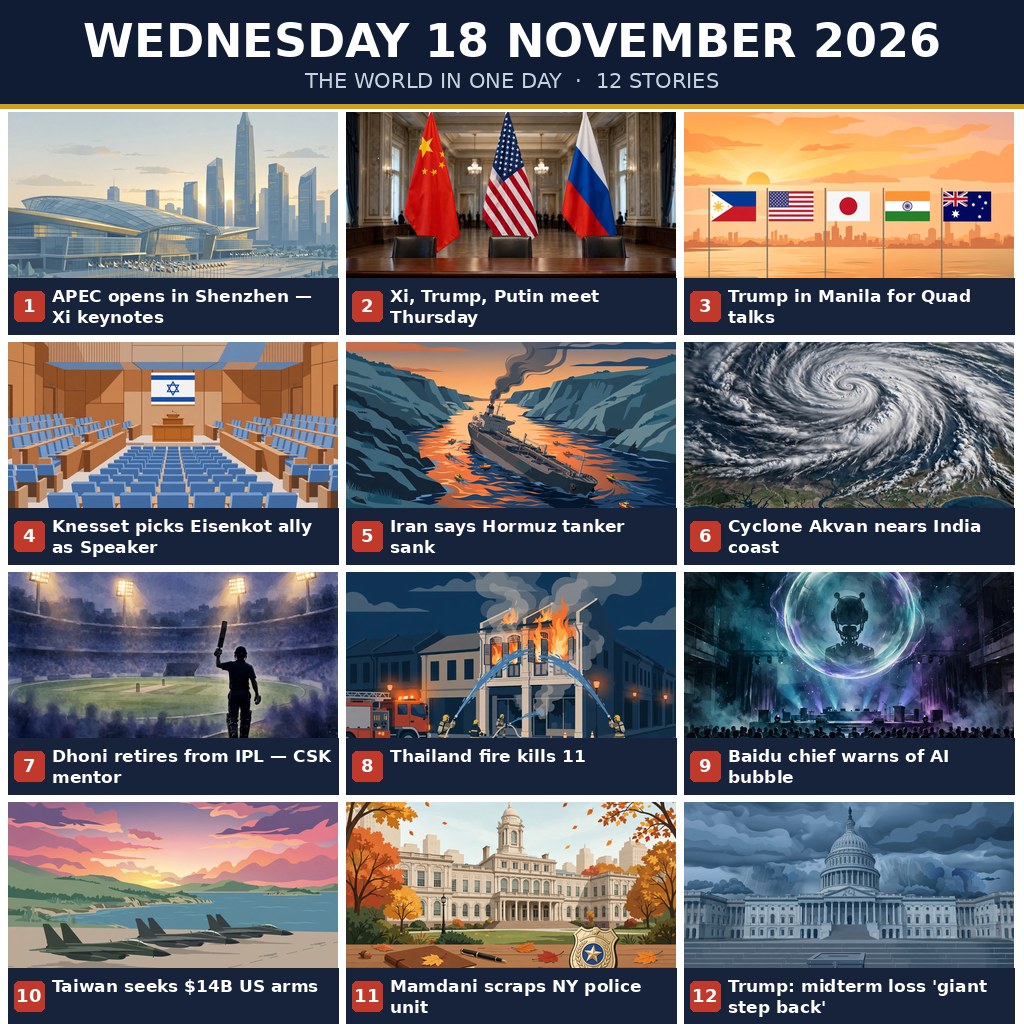 WEDNESDAY 18 NOVEMBER 2026
THE WORLD IN ONE DAY · 12 STORIES
1
APEC opens in Shenzhen —
Xi keynotes
2
Xi, Trump, Putin meet
Thursday
3
Trump in Manila for Quad
talks
4
Knesset picks Eisenkot ally
as Speaker
5
Iran says Hormuz tanker
sank
6
Cyclone Akvan nears India
coast
7
Dhoni retires from IPL — CSK
mentor
8
Thailand fire kills 11
9
Baidu chief warns of AI
bubble
10
Taiwan seeks $14B US arms
11
Mamdani scraps NY police
unit
12
Trump: midterm loss 'giant
step back'